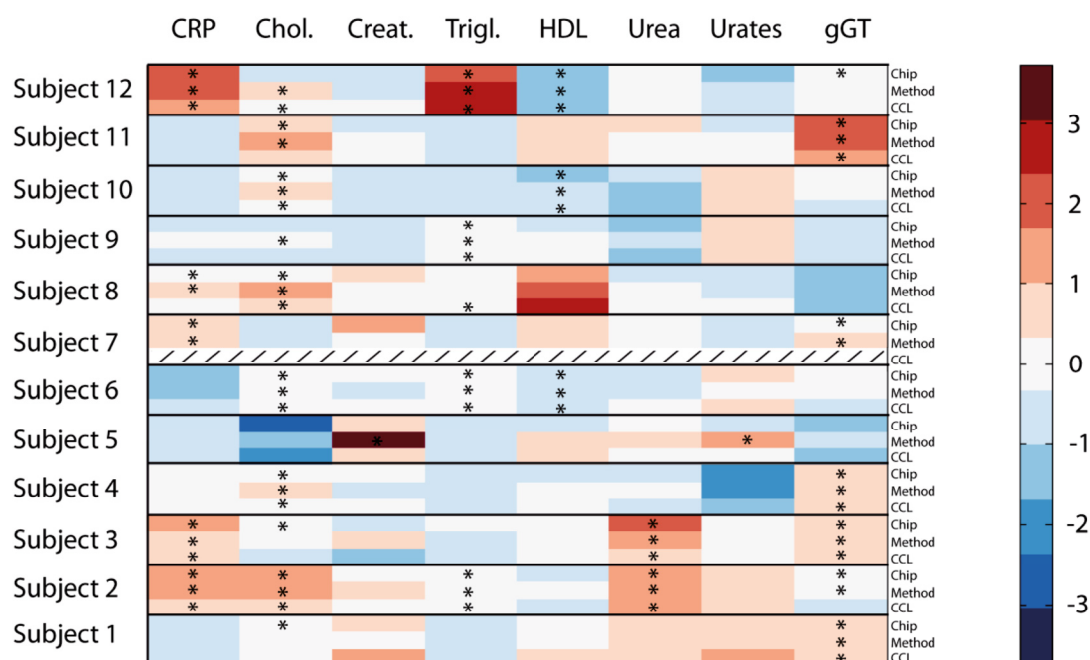 CRP Chol. Creat. Trigl. HDL Urea Urates gGT
Subject 12
* * * * Chip
* * * * Method
* * * * CCL
Subject 11
* * Chip
* * Method
* CCL
Subject 10
* * Chip
* * Method
* * CCL
Subject 9
* Chip
* * Method
* CCL
Subject 8
* * Chip
* * Method
* * CCL
Subject 7
* * Chip
* * Method
CCL
Subject 6
* * * Chip
* * * Method
* * * CCL
Subject 5
Chip
* * Method
CCL
Subject 4
* * Chip
* * Method
* * CCL
Subject 3
* * * * Chip
* * * Method
* * * CCL
Subject 2
* * * * * Chip
* * * * * Method
* * * * CCL
Subject 1
* * Chip
* Method
* CCL
3
2
1
0
-1
-2
-3